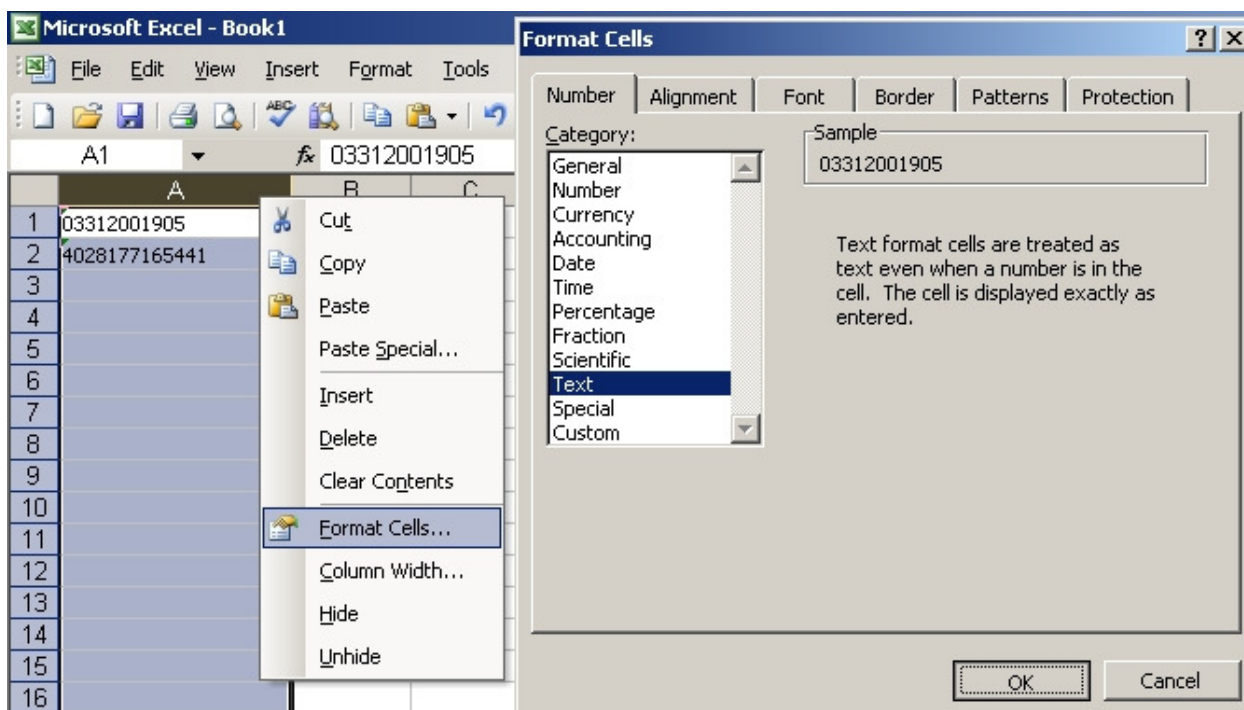 Microsoft Excel - Book1
File Edit View Insert Format Tools
ABC
A1 fx 03312001905
A B C
1 03312001905
2 4028177165441
3
4
5
6
7
8
9
10
11
12
13
14
15
16
Cut
Copy
Paste
Paste Special...
Insert
Delete
Clear Contents
Format Cells...
Column Width...
Hide
Unhide
Format Cells
Number Alignment Font Border Patterns Protection
Category:
General
Number
Currency
Accounting
Date
Time
Percentage
Fraction
Scientific
Text
Special
Custom
Sample
03312001905
Text format cells are treated as
text even when a number is in the
cell. The cell is displayed exactly as
entered.
OK Cancel